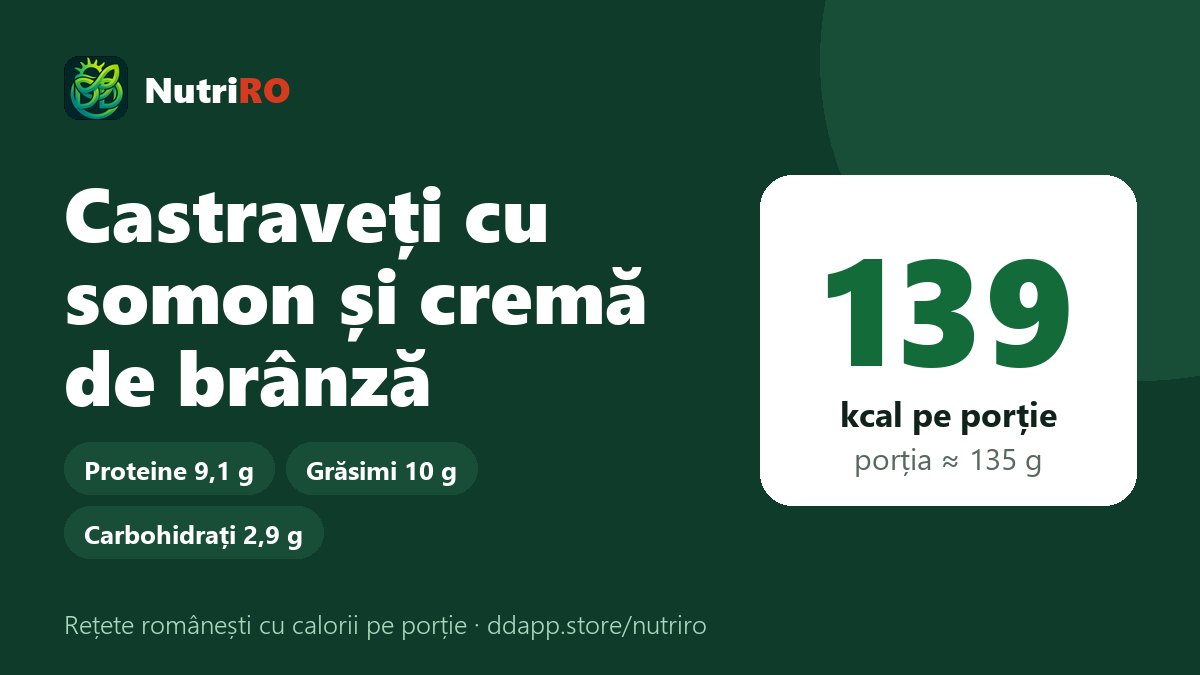 NutriRO
Castraveți cu
somon și cremă
de brânză
Proteine 9,1 g
Grăsimi 10 g
Carbohidrați 2,9 g
139
kcal pe porție
porția ≈ 135 g
Rețete românești cu calorii pe porție · ddapp.store/nutriro